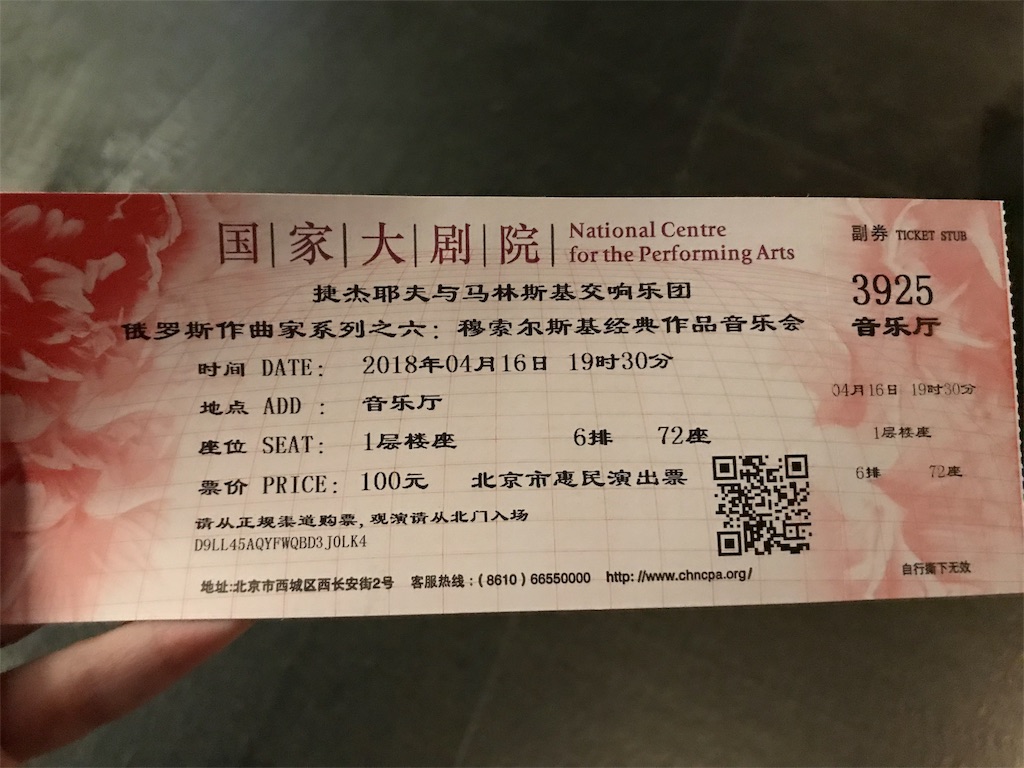 国家大剧院 National Centre
for the Performing Arts
捷杰耶夫与马林斯基交响乐团
俄罗斯作曲家系列之六：穆索尔斯基经典作品音乐会
时间 DATE: 2018年04月16日 19时30分
地点 ADD : 音乐厅
座位 SEAT: 1层楼座 6排 72座
票价 PRICE: 100元 北京市惠民演出票
请从正规渠道购票,观演请从北门入场
D9LL45AQYFWQBD3J0LK4
地址:北京市西城区西长安街2号 客服热线:(8610)66550000 http://www.chncpa.org/
副券 TICKET STUB
3925
音乐厅
04月16日 19时30分
1层楼座
6排 72座
自行撕下无效